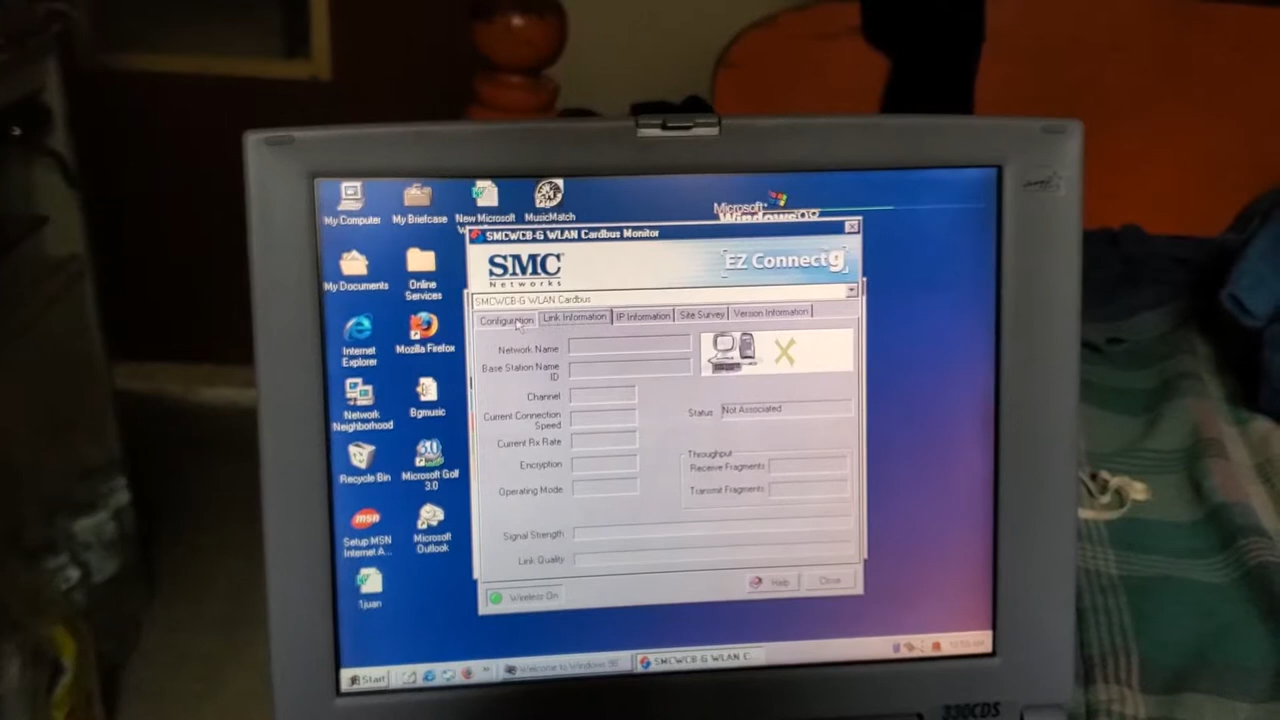 My Computer
My Briefcase
New Microsoft
MusicMatch
Microsoft
Windows98
My Documents
Online
Services
Internet
Explorer
Mozilla Firefox
Network
Neighborhood
Bgmusic
Recycle Bin
Microsoft Golf
3.0
msn
Setup MSN
Internet A...
Microsoft
Outlook
1juan
SMCWCB-G WLAN Cardbus Monitor
SMC
Networks
EZ Connect g
SMCWCB-G WLAN Cardbus
Configuration
Link Information
IP Information
Site Survey
Version Information
Network Name
Base Station Name
ID
Channel
Current Connection
Speed
Status
Not Associated
Current Rx Rate
Encryption
Operating Mode
Throughput
Receive Fragments
Transmit Fragments
Signal Strength
Link Quality
Wireless On
Help
Close
Start
Welcome to Windows 98
SMCWCB-G WLAN C...
330CDS